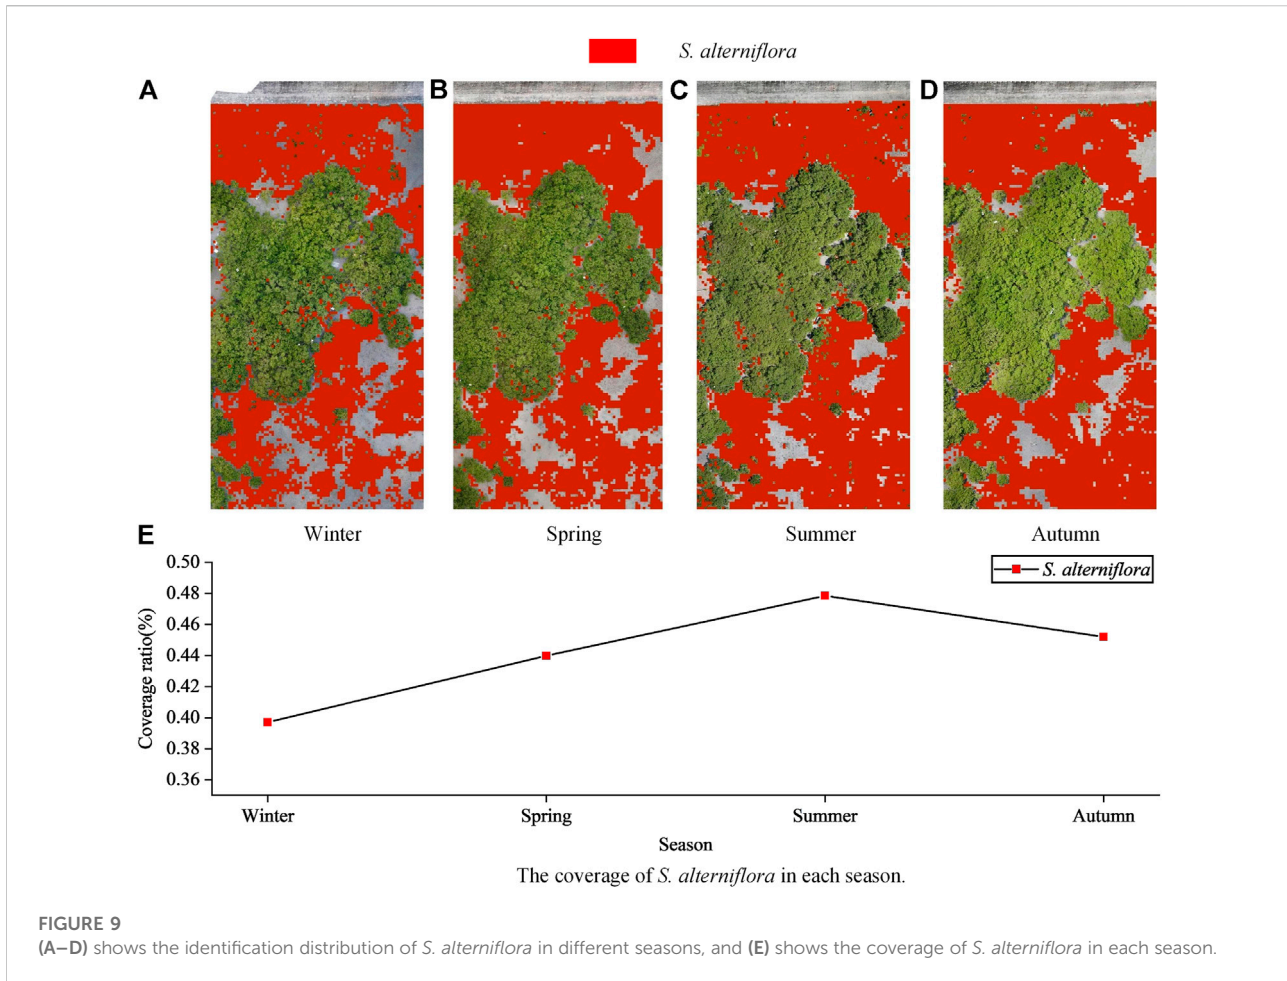 S. alterniflora
A
B
C
D
Winter
Spring
Summer
Autumn
E
0.50
0.48
0.46
0.44
0.42
0.40
0.38
0.36
Coverage ratio(%)
S. alterniflora
Winter
Spring
Summer
Autumn
Season
The coverage of S. alterniflora in each season.
FIGURE 9
(A–D) shows the identification distribution of S. alterniflora in different seasons, and (E) shows the coverage of S. alterniflora in each season.